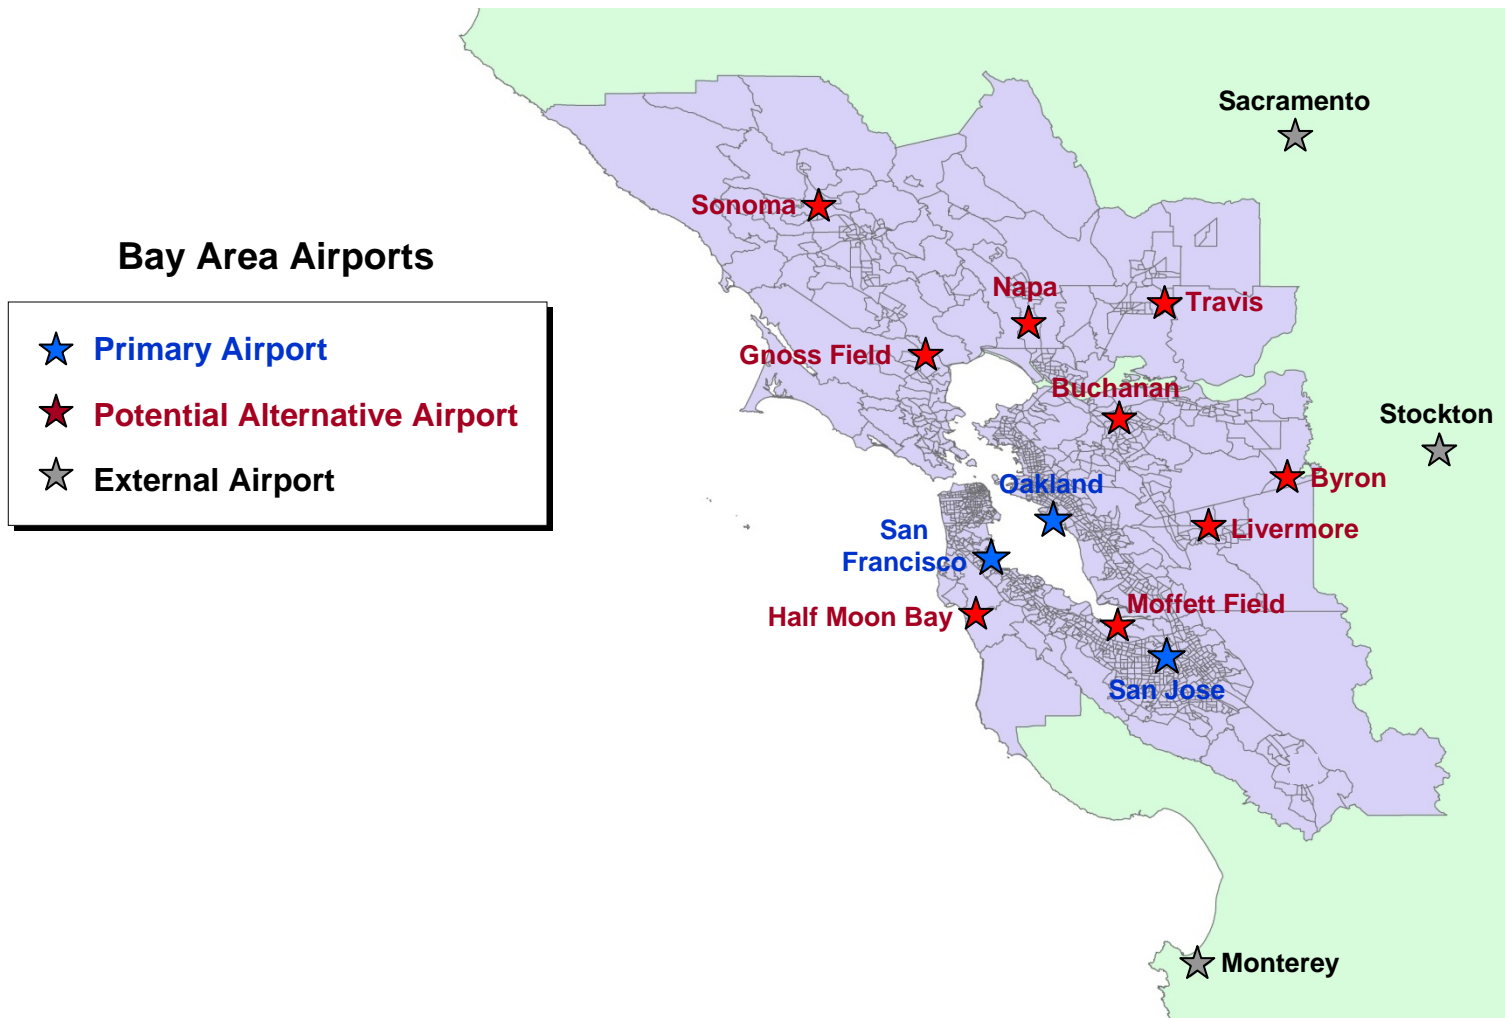 Bay Area Airports
Primary Airport
Potential Alternative Airport
External Airport
Sacramento
Sonoma
Napa
Travis
Gnoss Field
Buchanan
Stockton
Byron
Oakland
San
Francisco
Livermore
Half Moon Bay
Moffett Field
San Jose
Monterey